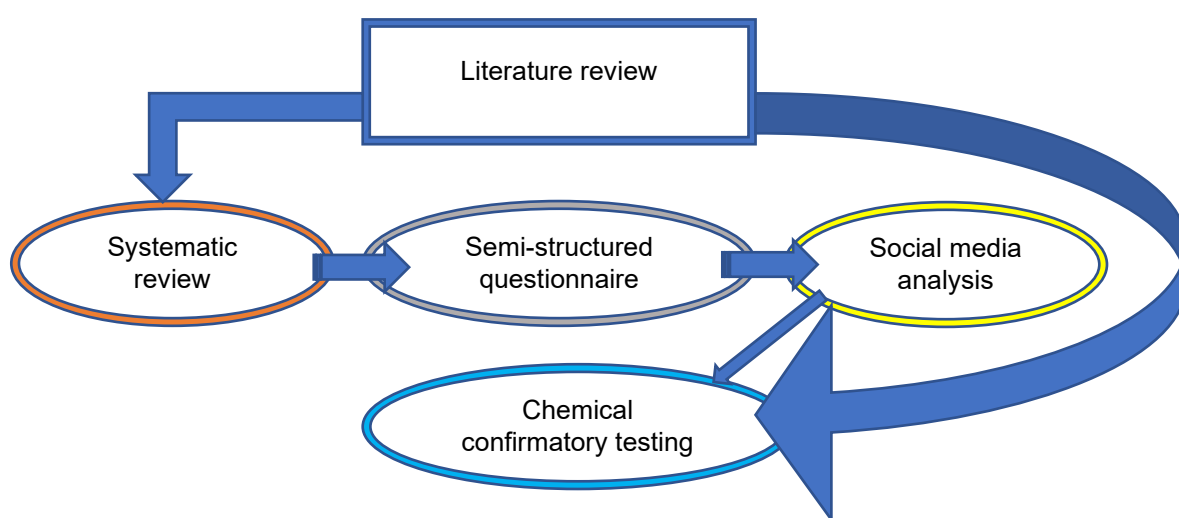 Literature review
Systematic
review
Semi-structured
questionnaire
Social media
analysis
Chemical
confirmatory testing